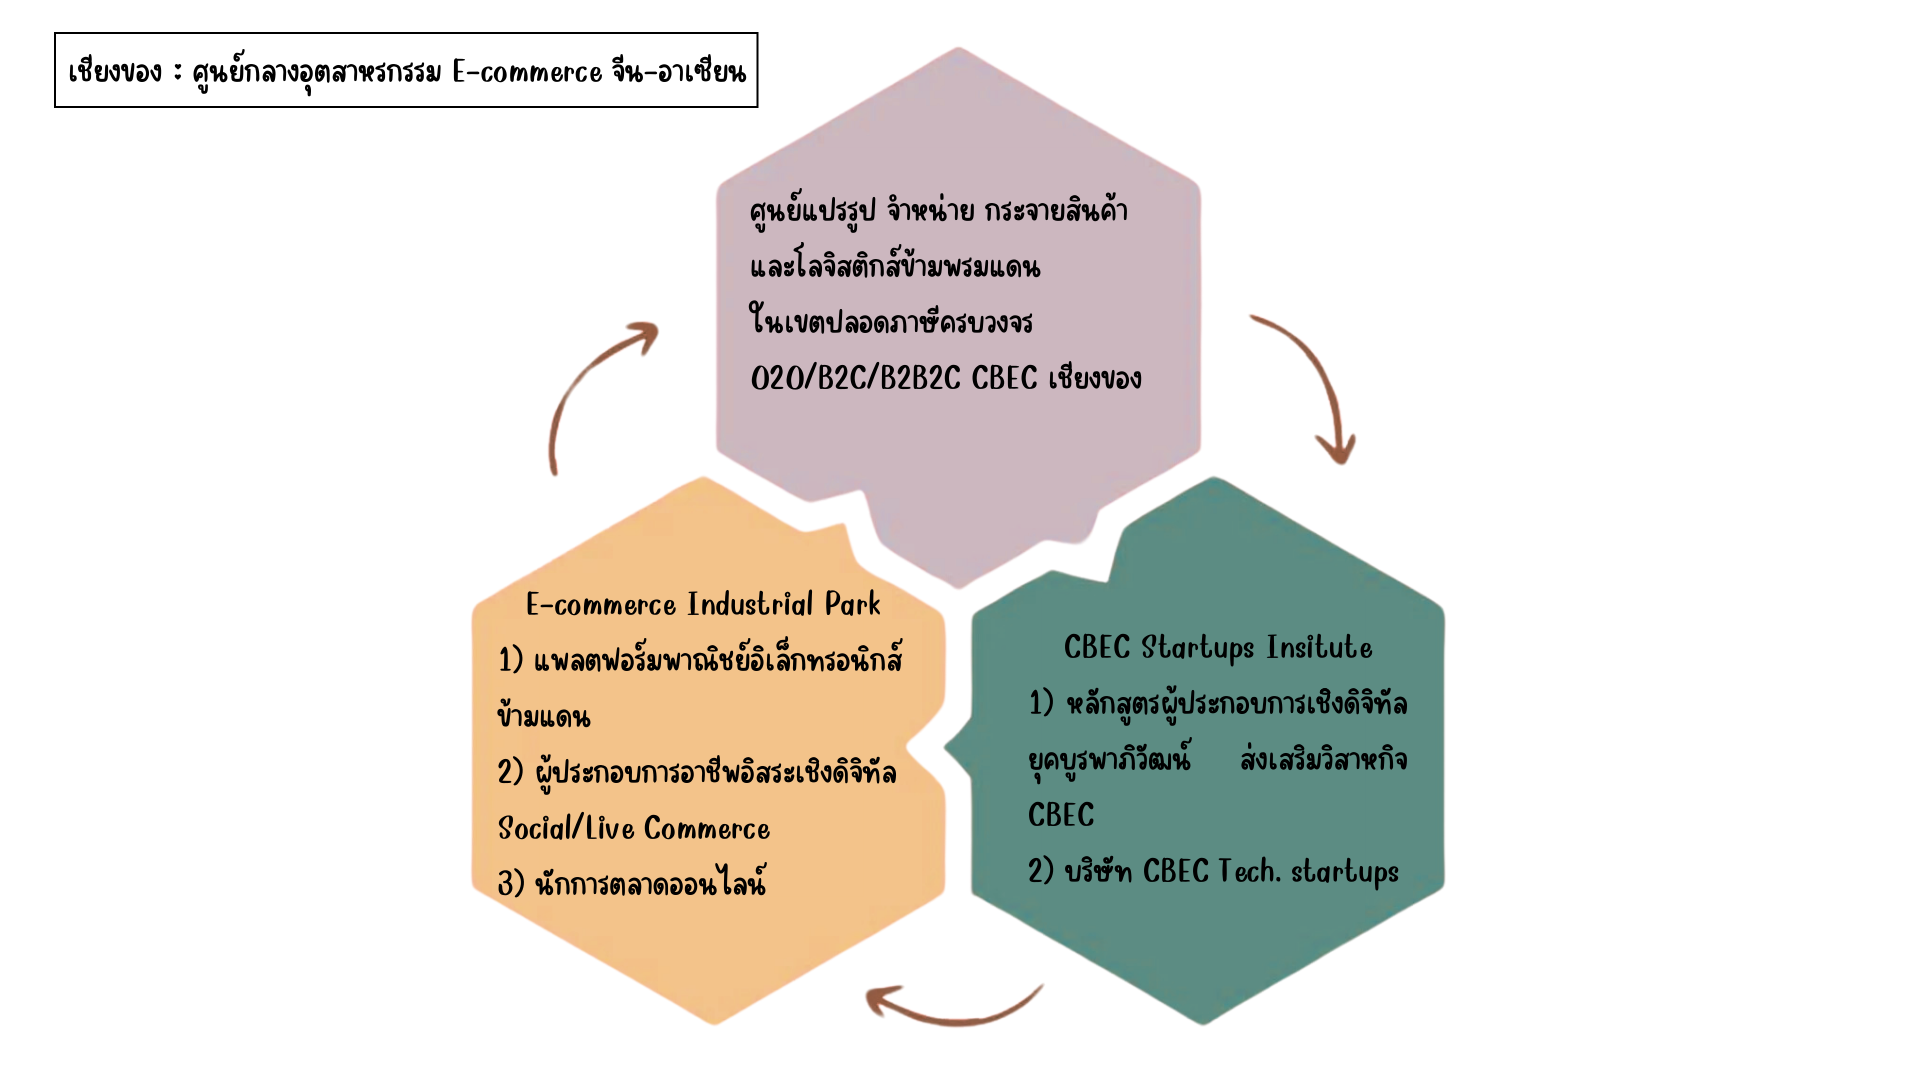 เชียงของ : ศูนย์กลางอุตสาหรกรรม E-commerce จีน-อาเซียน
ศูนย์แปรรูป จำหน่าย กระจายสินค้า
และโลจิสติกส์ข้ามพรมแดน
ในเขตปลอดภาษีครบวงจร
O2O/B2C/B2B2C CBEC เชียงของ
E-commerce Industrial Park
1) แพลตฟอร์มพาณิชย์อิเล็กทรอนิกส์
ข้ามแดน
2) ผู้ประกอบการอาชีพอิสระเชิงดิจิทัล
Social/Live Commerce
3) นักการตลาดออนไลน์
CBEC Startups Insitute
1) หลักสูตรผู้ประกอบการเชิงดิจิทัล
ยุคบูรพาภิวัฒน์ ส่งเสริมวิสาหกิจ
CBEC
2) บริษัท CBEC Tech. startups